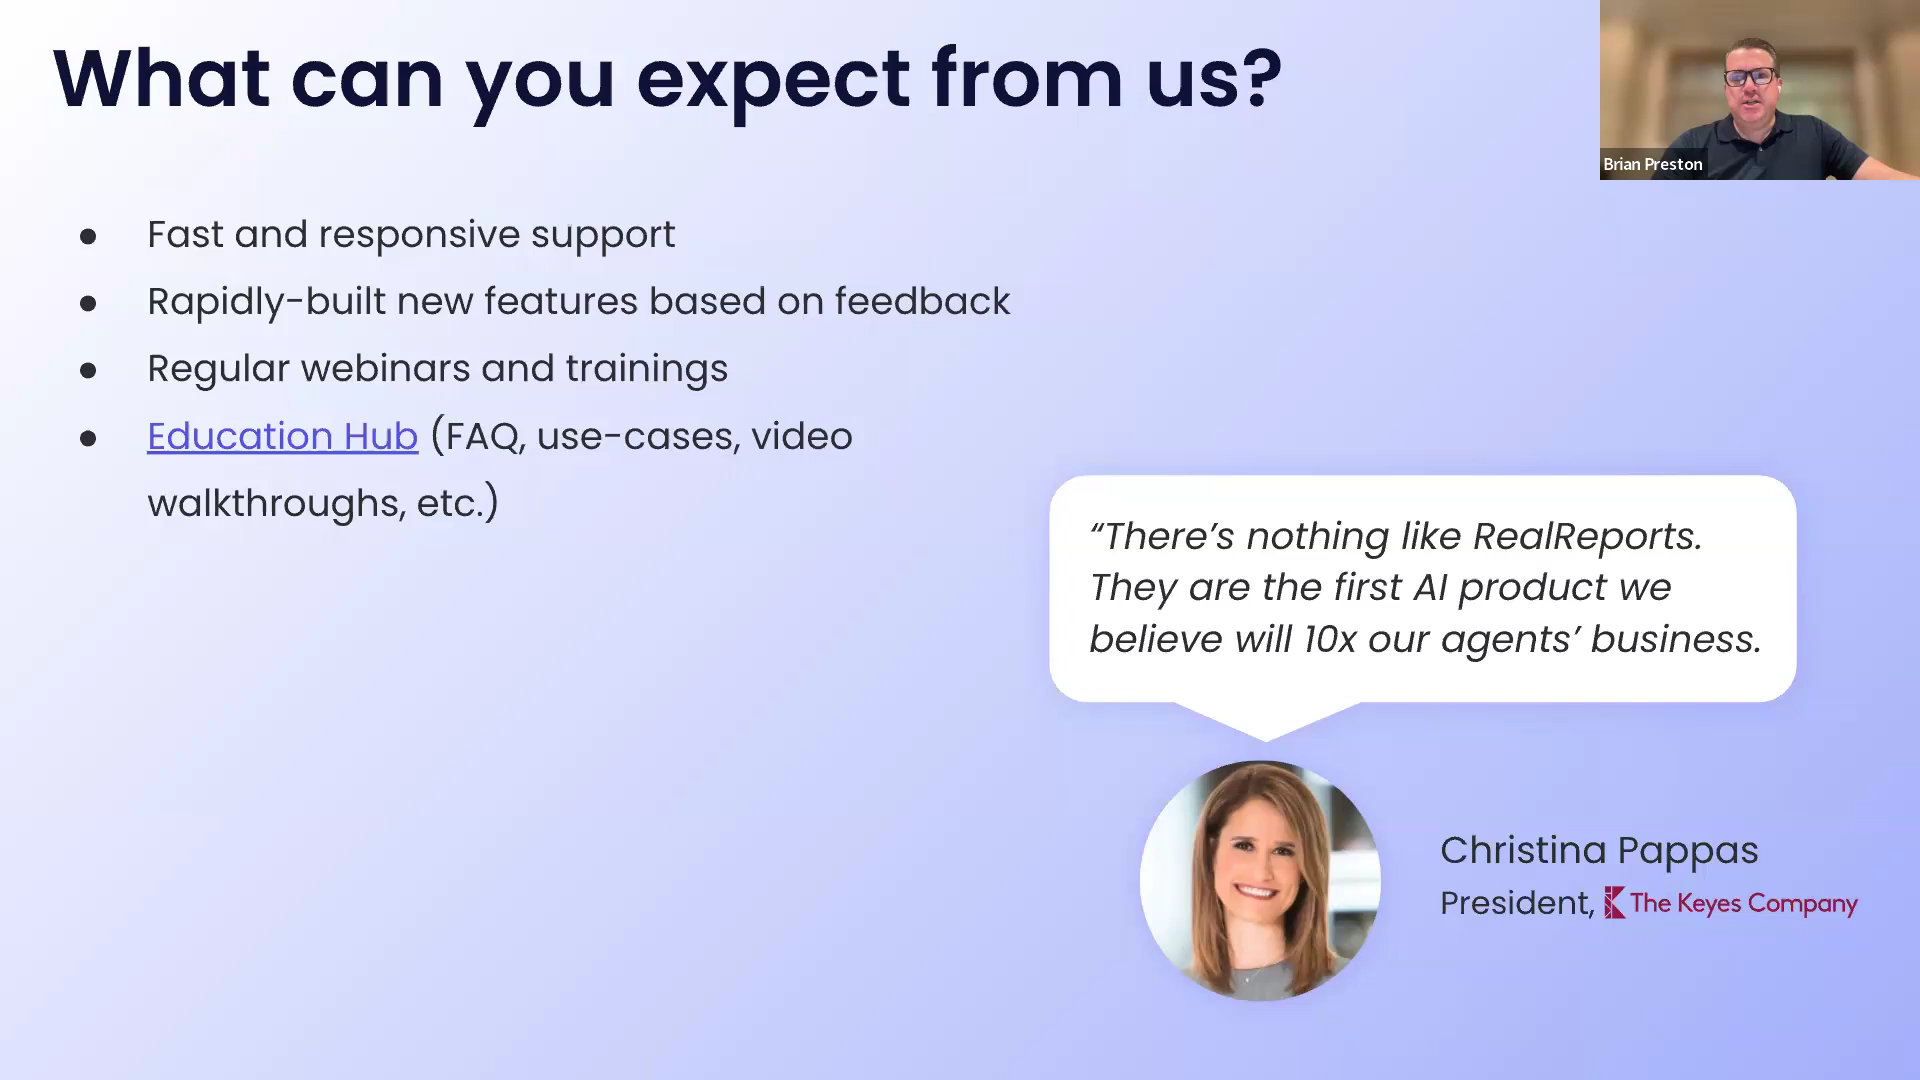 What can you expect from us?
Brian Preston
● Fast and responsive support
● Rapidly-built new features based on feedback
● Regular webinars and trainings
● Education Hub (FAQ, use-cases, video
walkthroughs, etc.)
“There’s nothing like RealReports.
They are the first AI product we
believe will 10x our agents’ business.
Christina Pappas
President, The Keyes Company